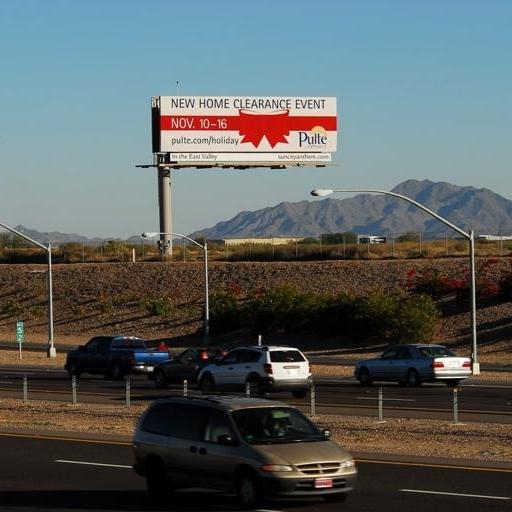 NEW HOME CLEARANCE EVENT
NOV. 10-16
pulte.com/holiday
Pulte
In the East Valley
suncityanthem.com